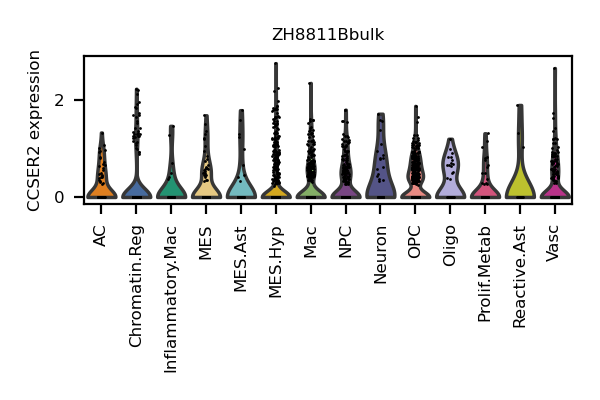 ZH8811Bbulk
CCSER2 expression
2
0
AC
Chromatin.Reg
Inflammatory.Mac
MES
MES.Ast
MES.Hyp
Mac
NPC
Neuron
OPC
Oligo
Prolif.Metab
Reactive.Ast
Vasc